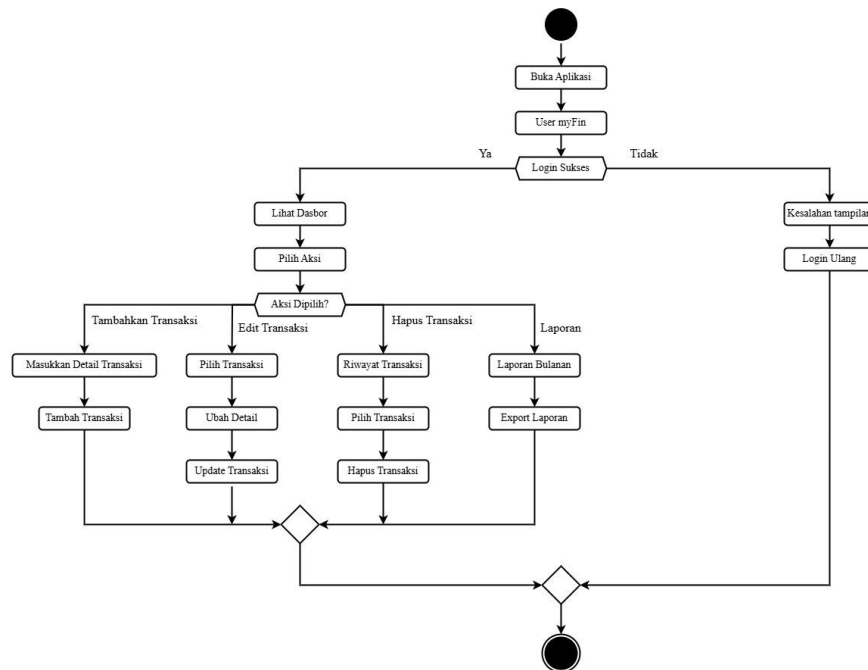 Buka Aplikasi
User myFin
Ya
Login Sukses
Tidak
Lihat Dasbor
Kesalahan tampilan
Pilih Aksi
Login Ulang
Aksi Dipilih?
Tambahkan Transaksi
Edit Transaksi
Hapus Transaksi
Laporan
Masukkan Detail Transaksi
Pilih Transaksi
Riwayat Transaksi
Laporan Bulanan
Tambah Transaksi
Ubah Detail
Pilih Transaksi
Export Laporan
Update Transaksi
Hapus Transaksi